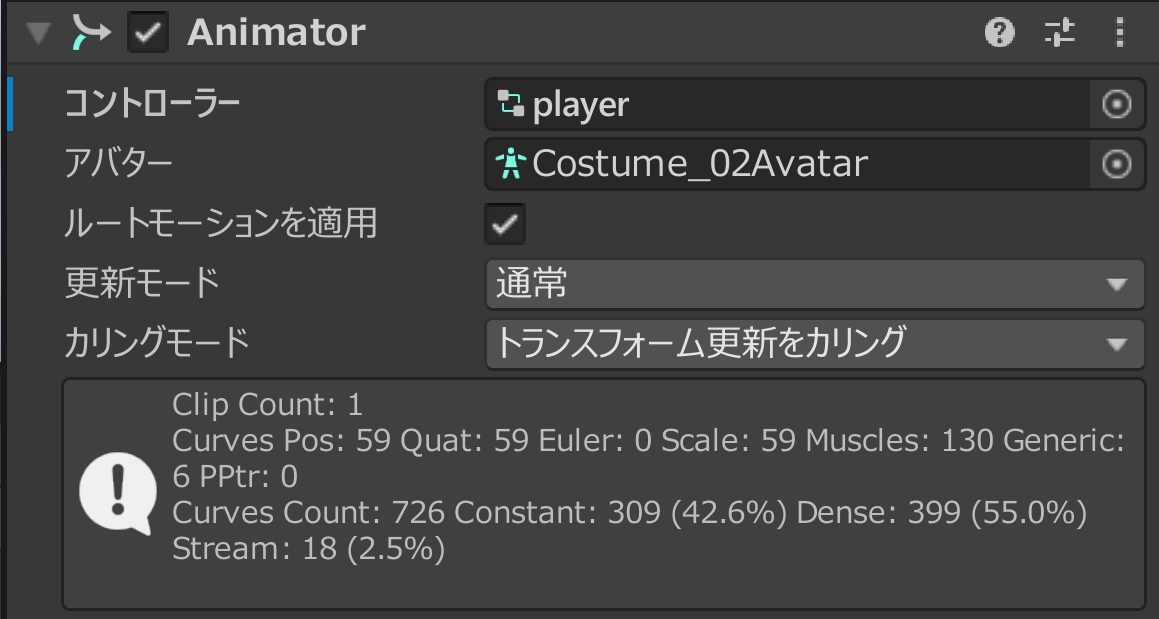 Animator
コントローラー player
アバター Costume_02Avatar
ルートモーションを適用
更新モード 通常
カリングモード トランスフォーム更新をカリング
Clip Count: 1
Curves Pos: 59 Quat: 59 Euler: 0 Scale: 59 Muscles: 130 Generic:
6 PPtr: 0
Curves Count: 726 Constant: 309 (42.6%) Dense: 399 (55.0%)
Stream: 18 (2.5%)